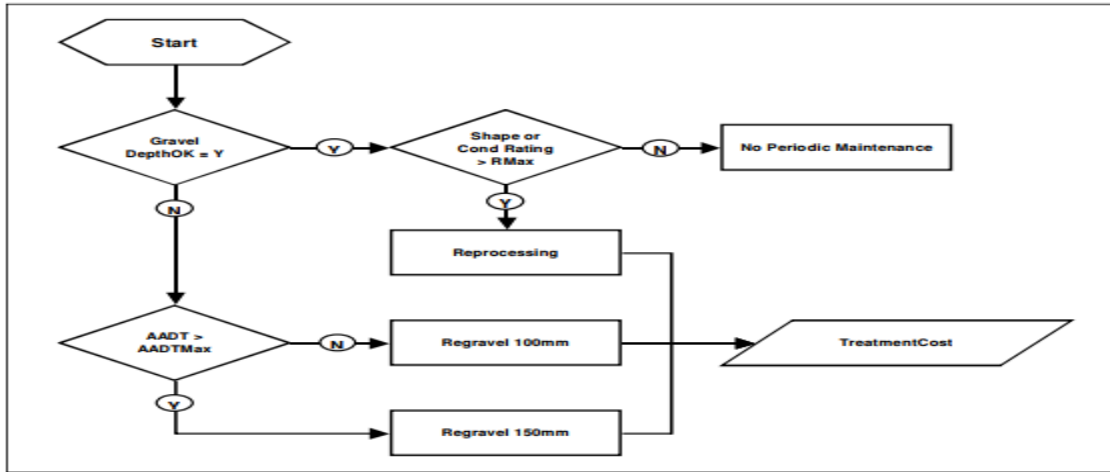 Start
Gravel
DepthOK = Y
Y
Shape or
Cond Rating
> RMax
N
No Periodic Maintenance
Y
N
Reprocessing
AADT >
AADTMax
N
Regravel 100mm
TreatmentCost
Y
Regravel 150mm